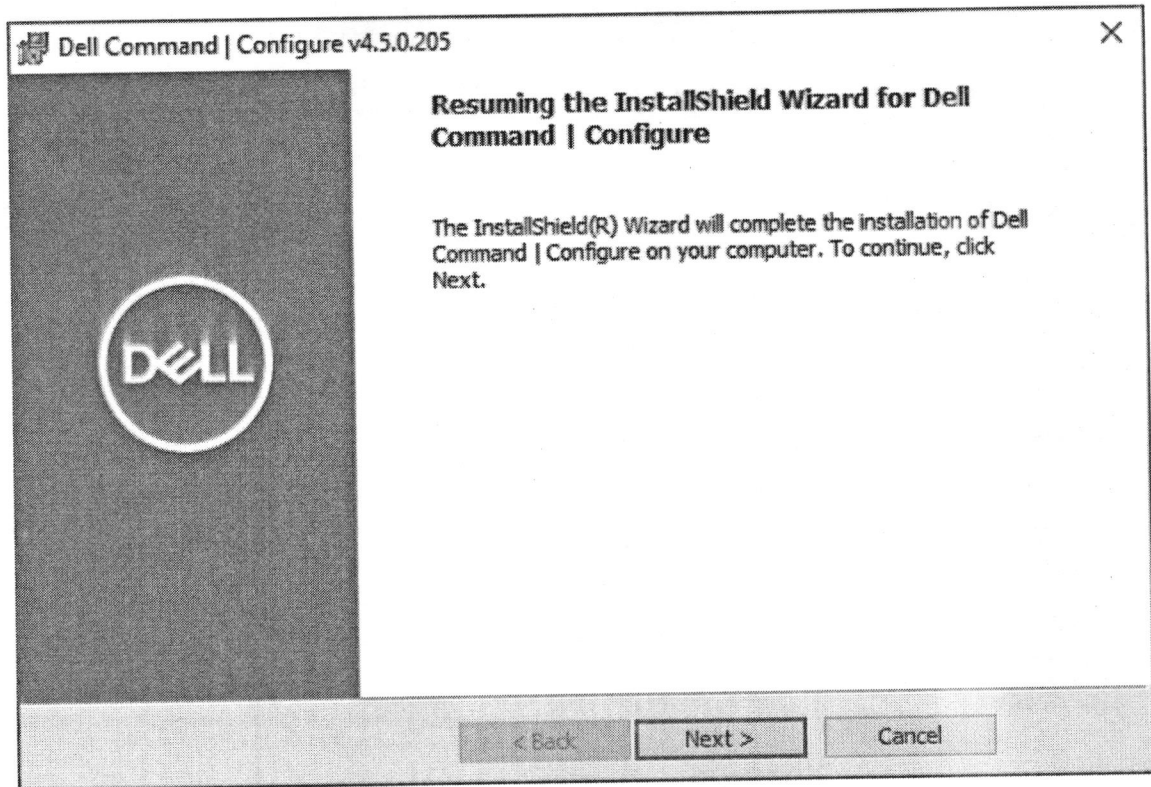 Dell Command | Configure v4.5.0.205
Resuming the InstallShield Wizard for Dell
Command | Configure
The InstallShield(R) Wizard will complete the installation of Dell
Command | Configure on your computer. To continue, click
Next.
DELL
< Back
Next >
Cancel